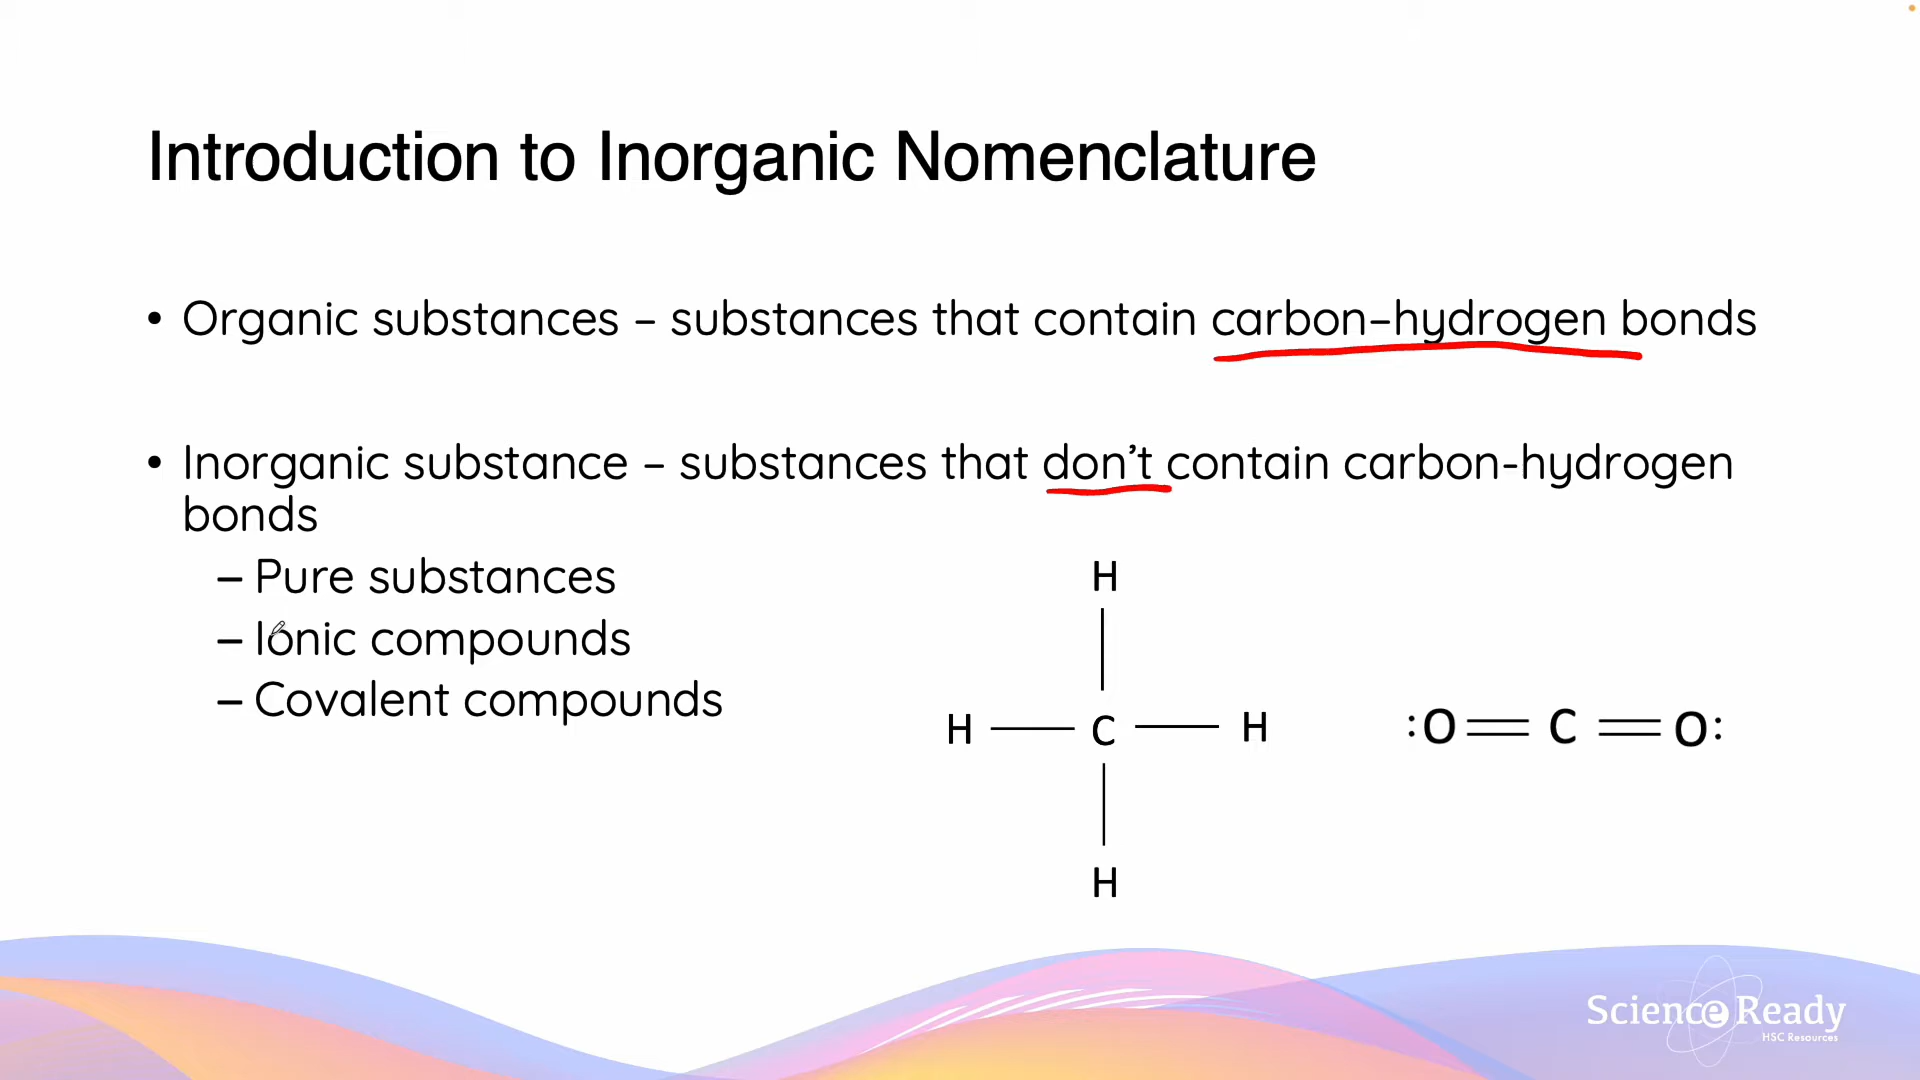 Introduction to Inorganic Nomenclature
• Organic substances – substances that contain carbon–hydrogen bonds
• Inorganic substance – substances that don’t contain carbon-hydrogen
bonds
– Pure substances
– Ionic compounds
– Covalent compounds
H
H C H
H
:O C O:
Science Ready
HSC Resources